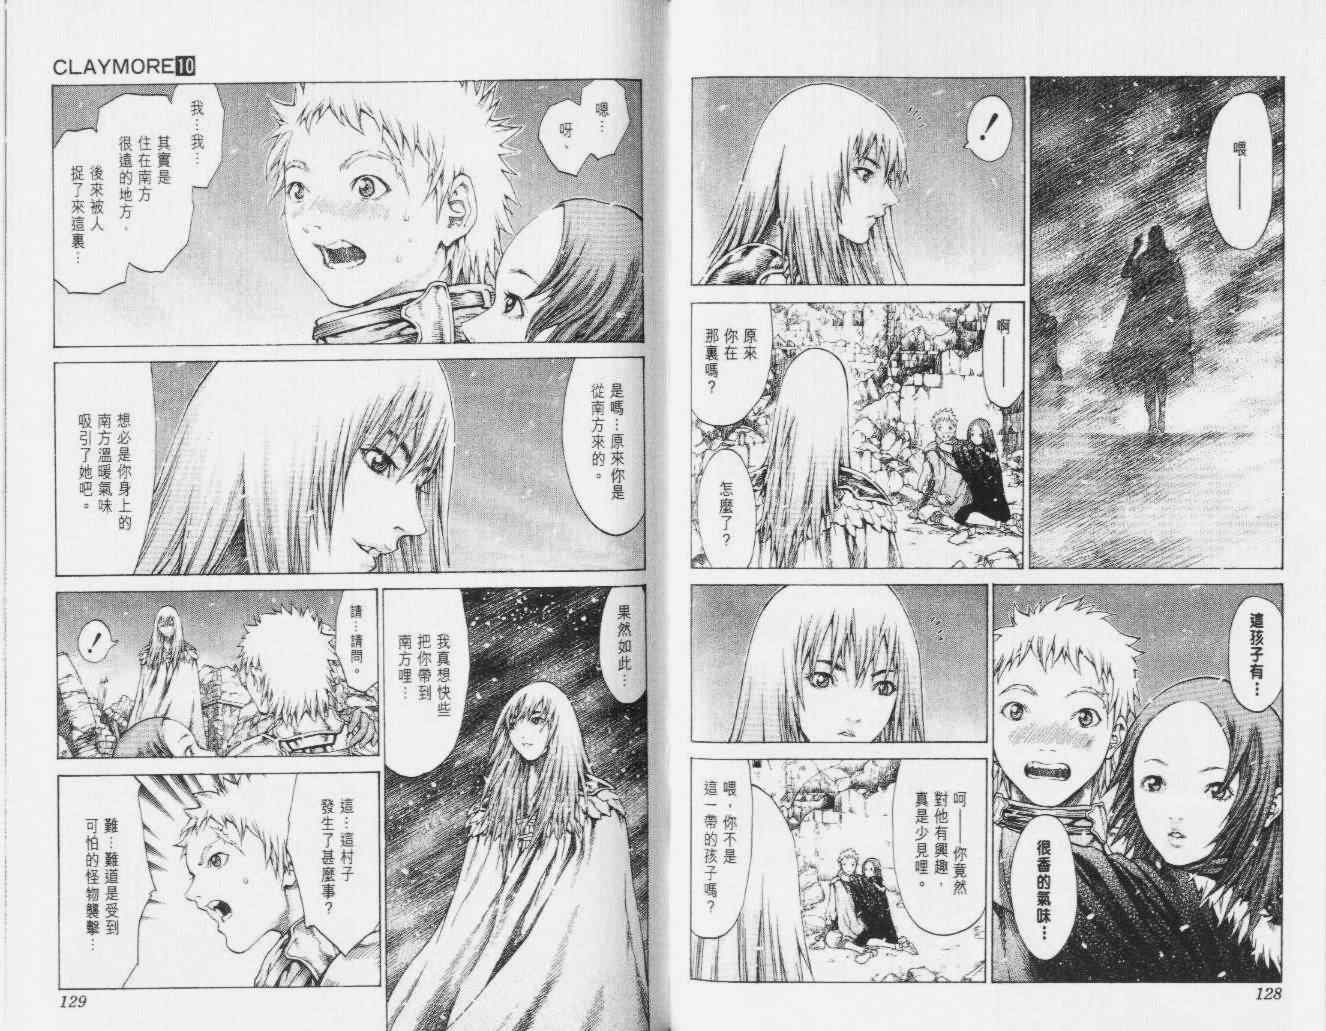 CLAYMORE10
喂——
！
啊——
原來
你在
那裏嗎？
怎麼了？
這孩子有…
很香的氣味…
呵——你竟然
對他有興趣，
真是少見哩。
喂，你不是
這一帶的孩子嗎？
128
嗯…
呀、
我…我…
其實是
住在南方
很遠的地方，
後來被人
捉了來這裏…
是嗎…原來你是
從南方來的。
想必是你身上的
南方溫暖氣味
吸引了她吧。
果然如此…
我真想快些
把你帶到
南方哩…
請…請問。
！
這…這村子
發生了甚麼事？
難…難道是受到
可怕的怪物襲擊…
129